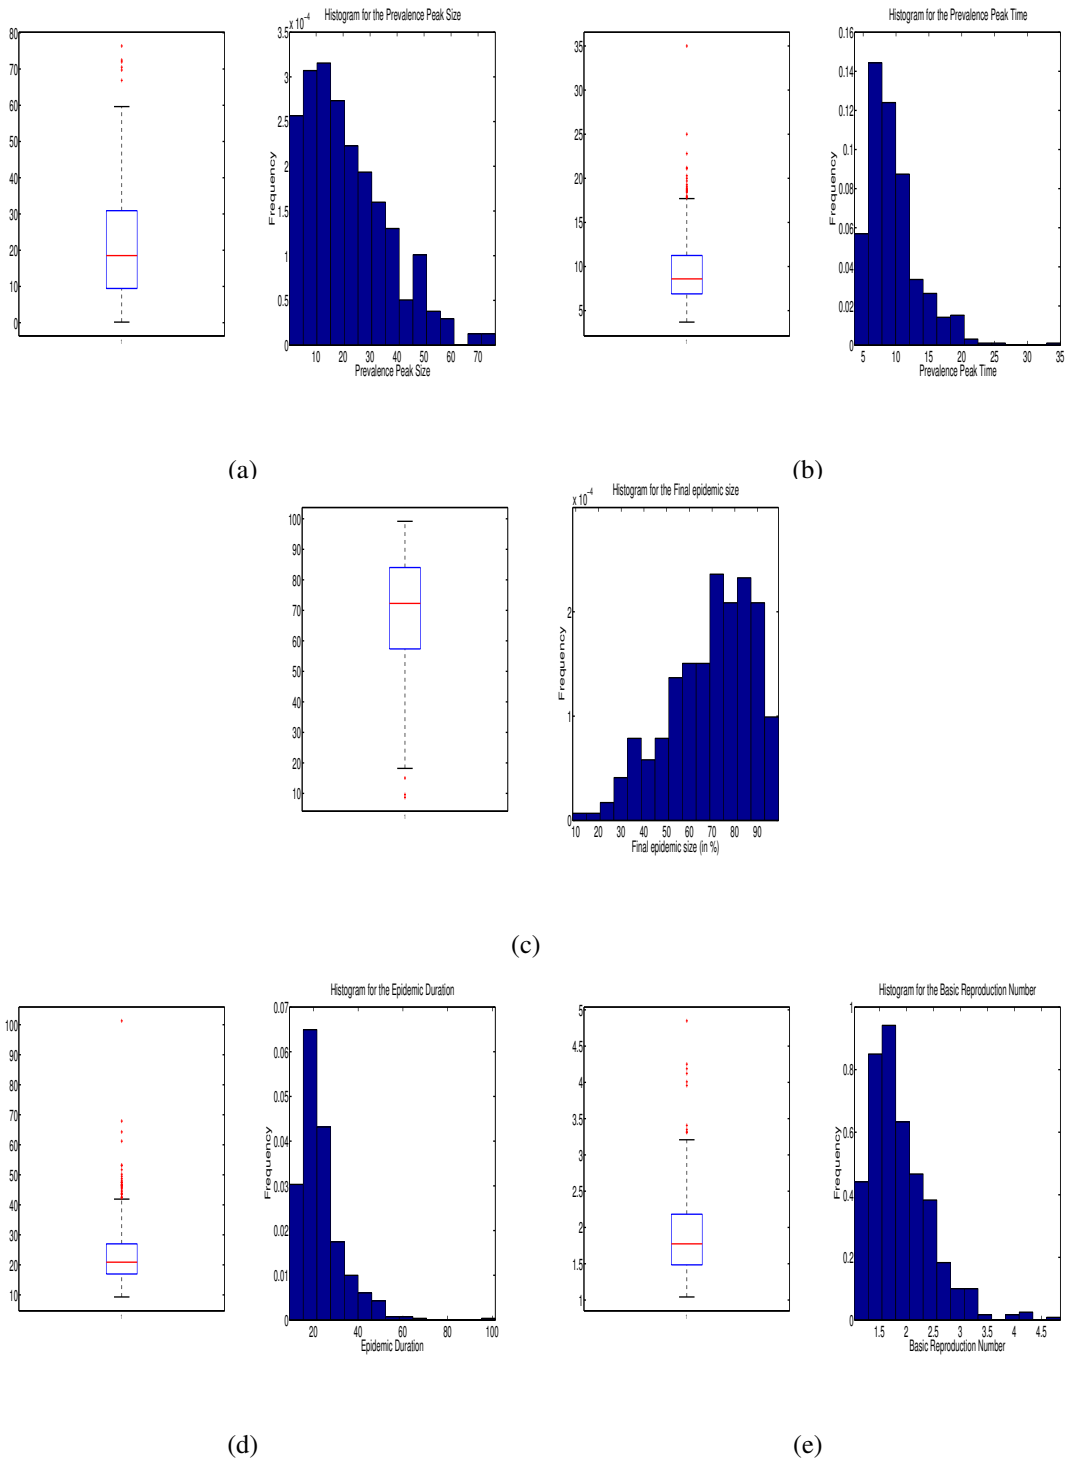 Histogram for the Prevalence Peak Size
x 10⁻⁴
80
70
60
50
40
30
20
10
0
3.5
3
2.5
2
1.5
1
0.5
0
Frequency
10 20 30 40 50 60 70
Prevalence Peak Size
(a)
Histogram for the Prevalence Peak Time
35
30
25
20
15
10
5
0.16
0.14
0.12
0.1
0.08
0.06
0.04
0.02
0
Frequency
5 10 15 20 25 30 35
Prevalence Peak Time
(b)
Histogram for the Final epidemic size
x 10⁻⁴
100
90
80
70
60
50
40
30
20
10
2
1
0
Frequency
10 20 30 40 50 60 70 80 90
Final epidemic size (in %)
(c)
Histogram for the Epidemic Duration
100
90
80
70
60
50
40
30
20
10
0.07
0.06
0.05
0.04
0.03
0.02
0.01
0
Frequency
20 40 60 80 100
Epidemic Duration
(d)
Histogram for the Basic Reproduction Number
5
4.5
4
3.5
3
2.5
2
1.5
1
1
0.8
0.6
0.4
0.2
0
Frequency
1.5 2 2.5 3 3.5 4 4.5
Basic Reproduction Number
(e)